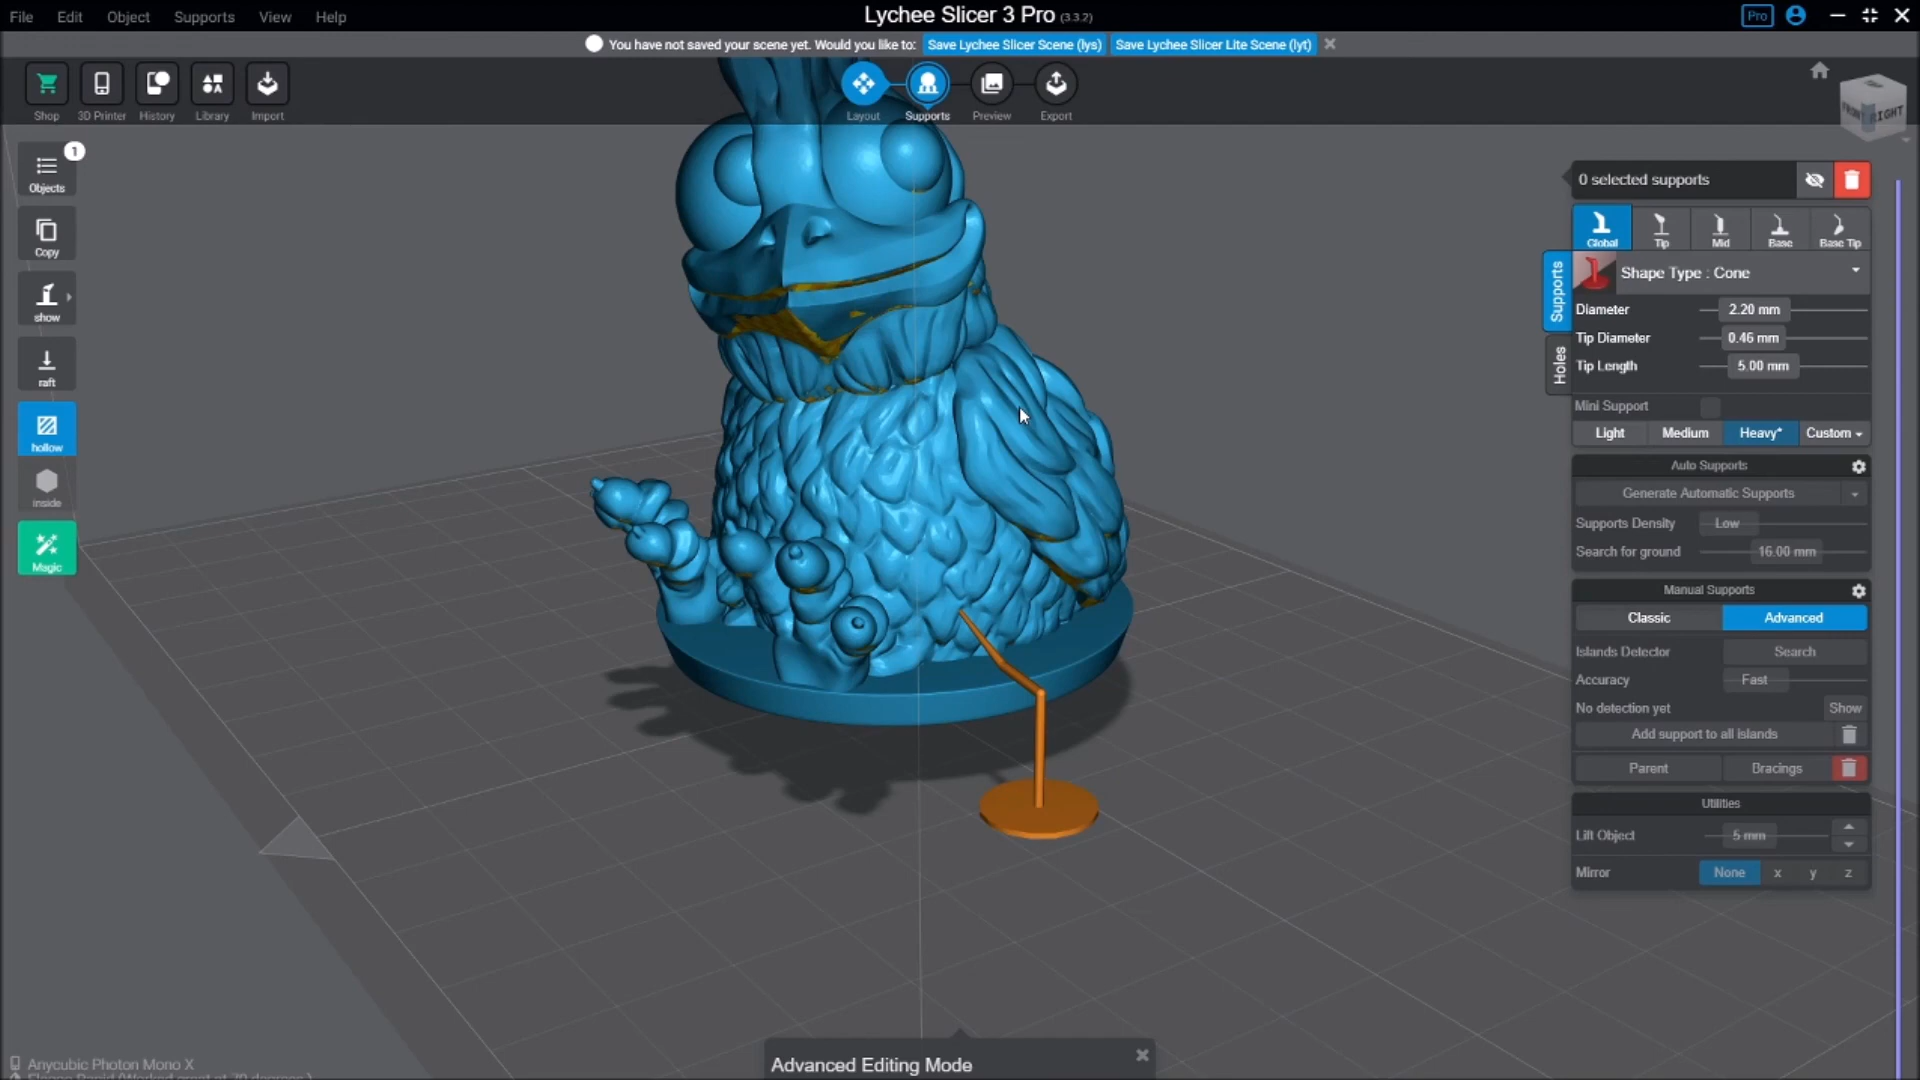 File Edit Object Supports View Help
Lychee Slicer 3 Pro (3.3.2)
Pro
You have not saved your scene yet. Would you like to: Save Lychee Slicer Scene (lys) Save Lychee Slicer Lite Scene (lyt)
Shop 3D Printer History Library Import
Layout Supports Preview Export
FRONT RIGHT
1
Objects
Copy
show
raft
hollow
inside
Magic
0 selected supports
Global Tip Mid Base Base Tip
Supports
Holes
Shape Type : Cone
Diameter 2.20 mm
Tip Diameter 0.46 mm
Tip Length 5.00 mm
Mini Support
Light Medium Heavy* Custom
Auto Supports
Generate Automatic Supports
Supports Density Low
Search for ground 16.00 mm
Manual Supports
Classic Advanced
Islands Detector Search
Accuracy Fast
No detection yet Show
Add support to all islands
Parent Bracings
Utilities
Lift Object 5 mm
Mirror None x y z
Advanced Editing Mode
Anycubic Photon Mono X